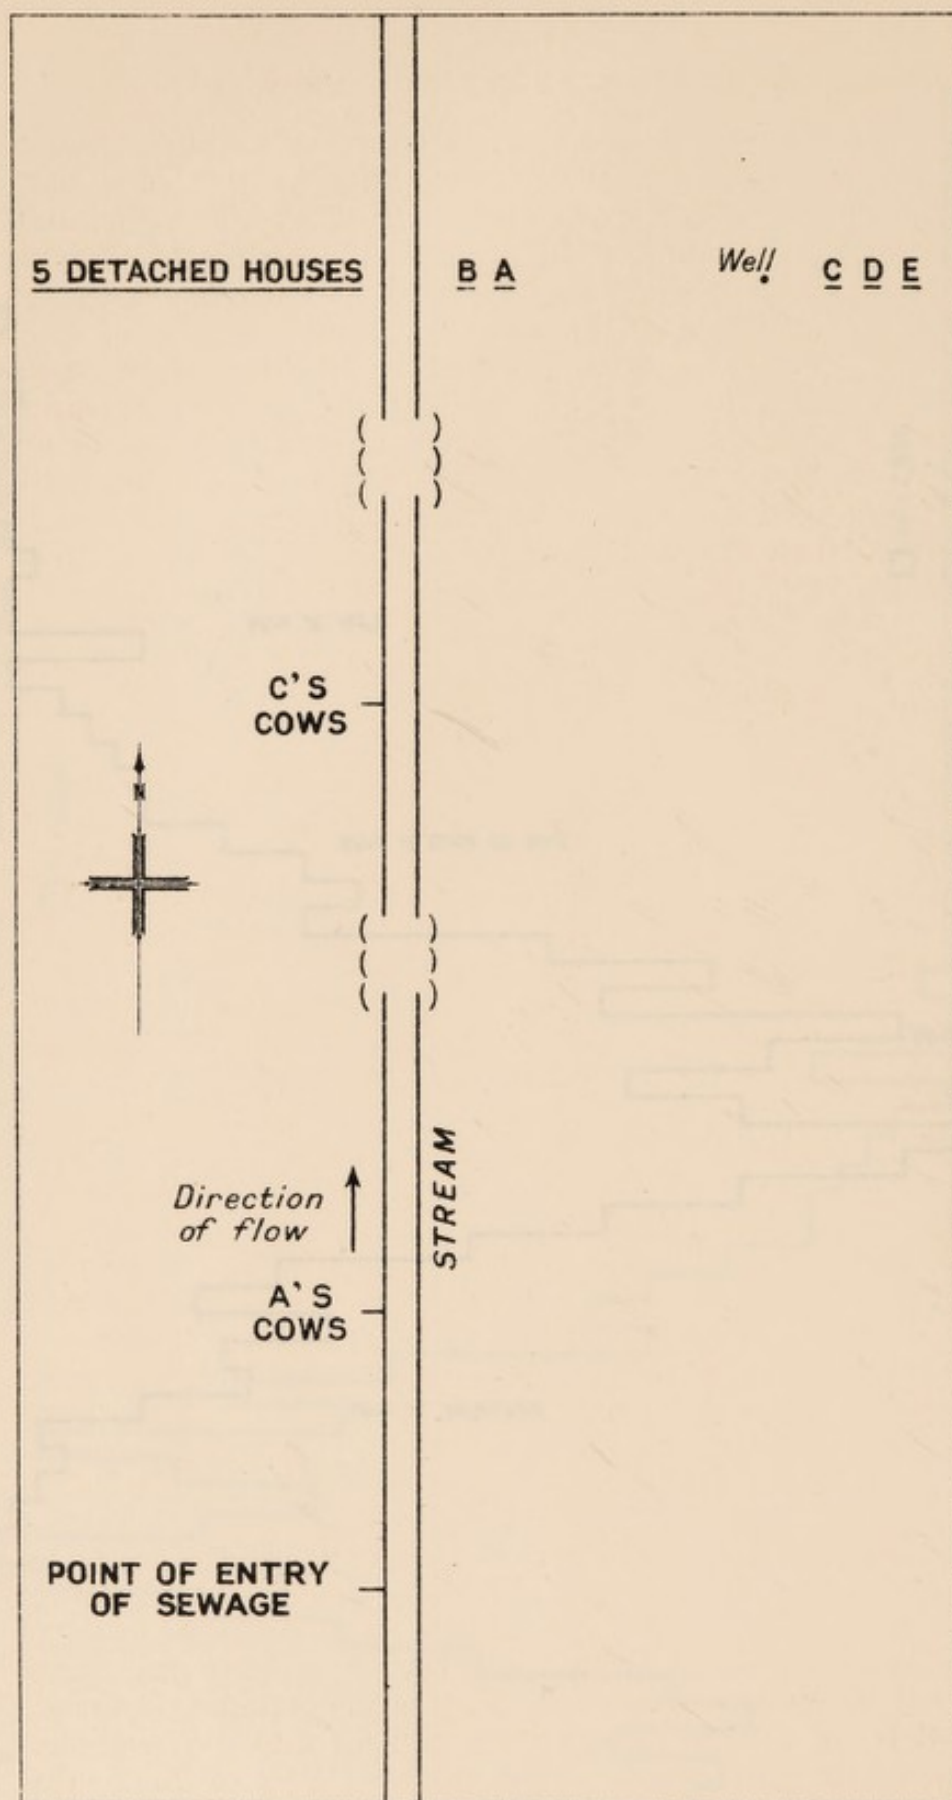 5 DETACHED HOUSES B A Well C D E
C'S
COWS
N
STREAM
Direction
of flow
A'S
COWS
POINT OF ENTRY
OF SEWAGE